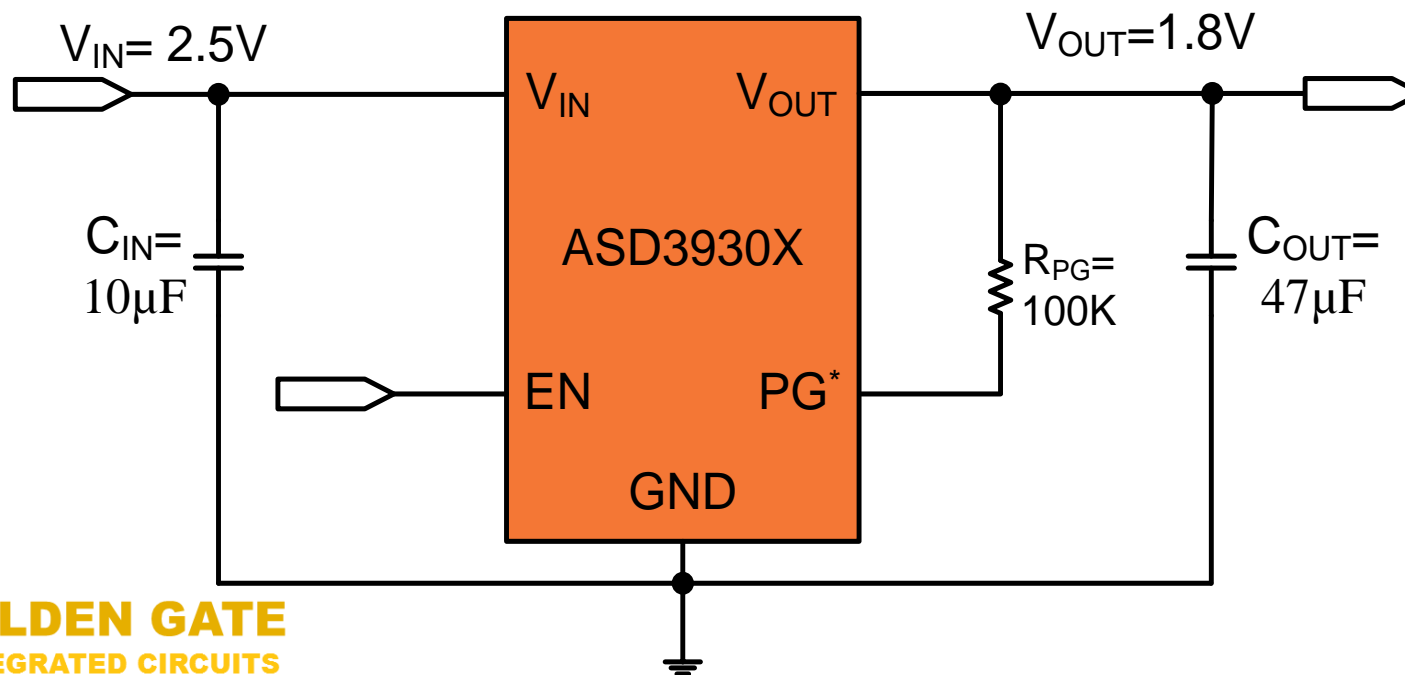 VIN= 2.5V
VOUT=1.8V
VIN
VOUT
CIN=
10μF
ASD3930X
RPG=
100K
COUT=
47μF
EN
PG*
GND
LDEN GATE
EGRATED CIRCUITS